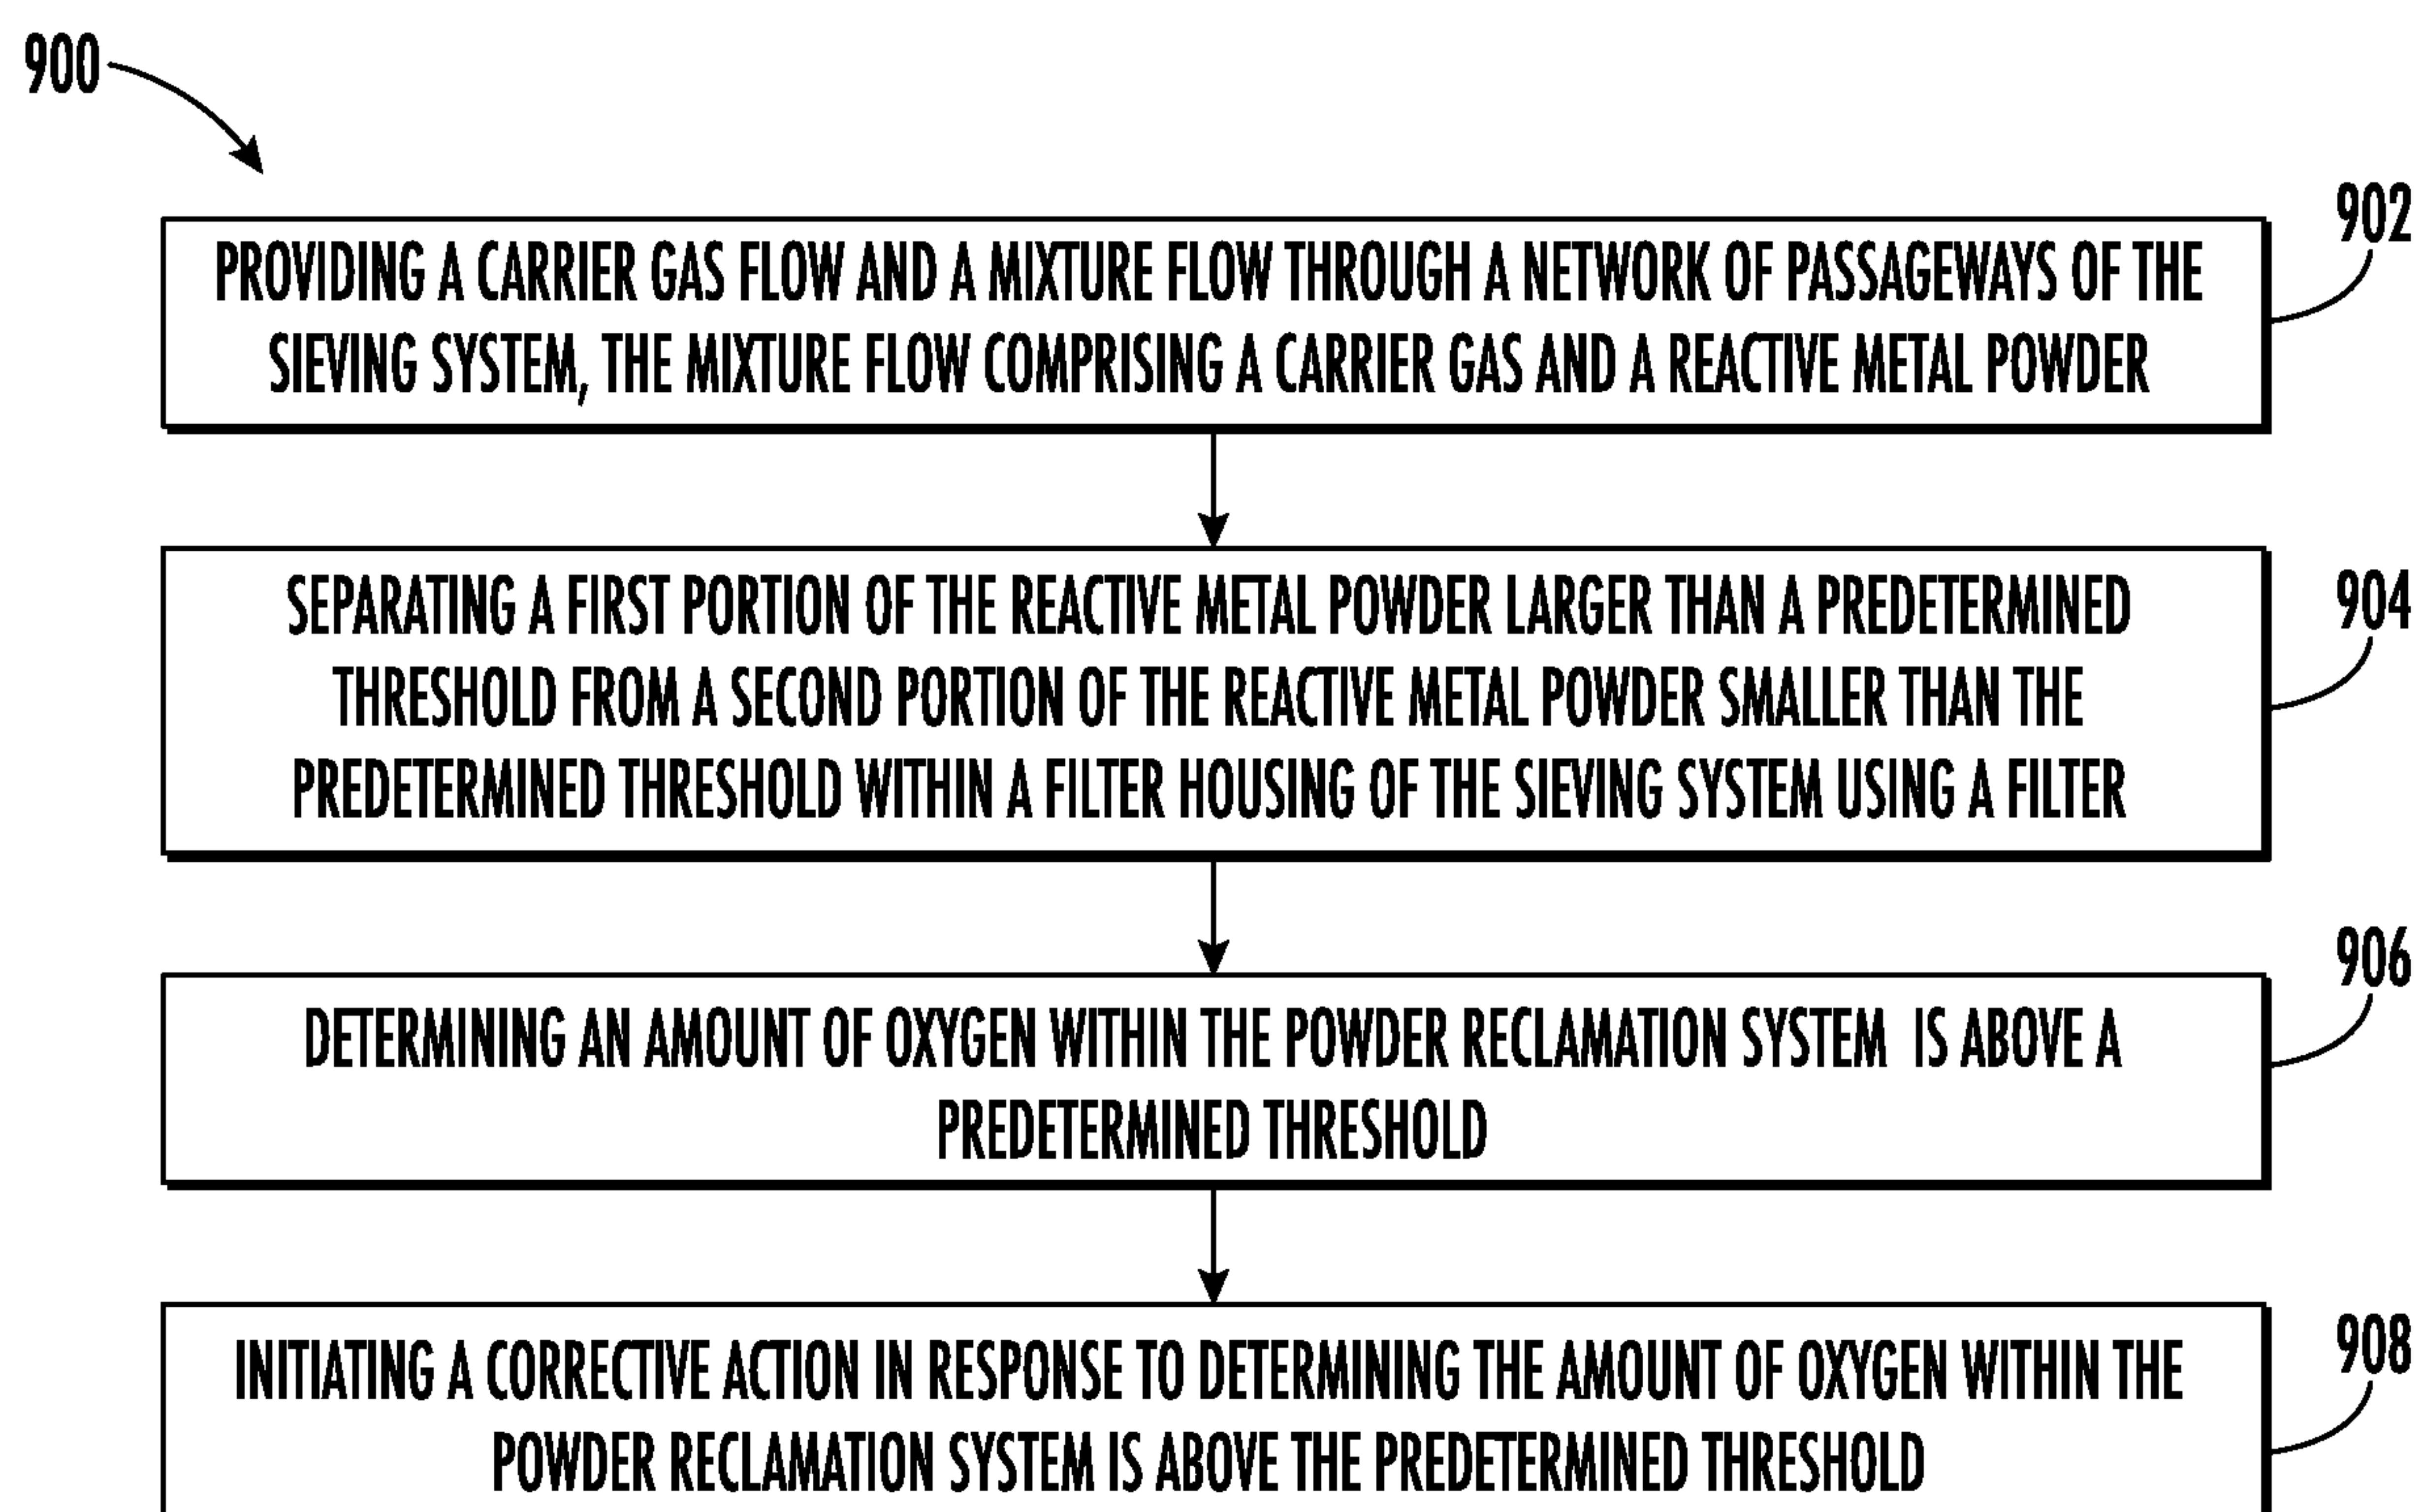 900
902
PROVIDING A CARRIER GAS FLOW AND A MIXTURE FLOW THROUGH A NETWORK OF PASSAGEWAYS OF THE
SIEVING SYSTEM, THE MIXTURE FLOW COMPRISING A CARRIER GAS AND A REACTIVE METAL POWDER
904
SEPARATING A FIRST PORTION OF THE REACTIVE METAL POWDER LARGER THAN A PREDETERMINED
THRESHOLD FROM A SECOND PORTION OF THE REACTIVE METAL POWDER SMALLER THAN THE
PREDETERMINED THRESHOLD WITHIN A FILTER HOUSING OF THE SIEVING SYSTEM USING A FILTER
906
DETERMINING AN AMOUNT OF OXYGEN WITHIN THE POWDER RECLAMATION SYSTEM IS ABOVE A
PREDETERMINED THRESHOLD
908
INITIATING A CORRECTIVE ACTION IN RESPONSE TO DETERMINING THE AMOUNT OF OXYGEN WITHIN THE
POWDER RECLAMATION SYSTEM IS ABOVE THE PREDETERMINED THRESHOLD